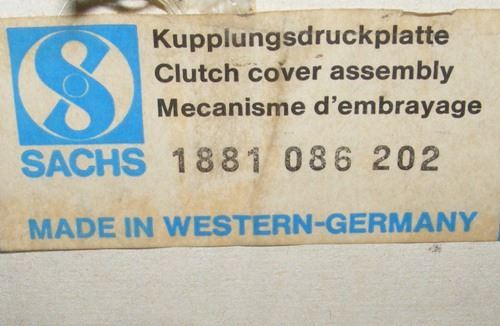 Kupplungsdruckplatte
Clutch cover assembly
Mecanisme d'embrayage
SACHS 1881 086 202
MADE IN WESTERN-GERMANY